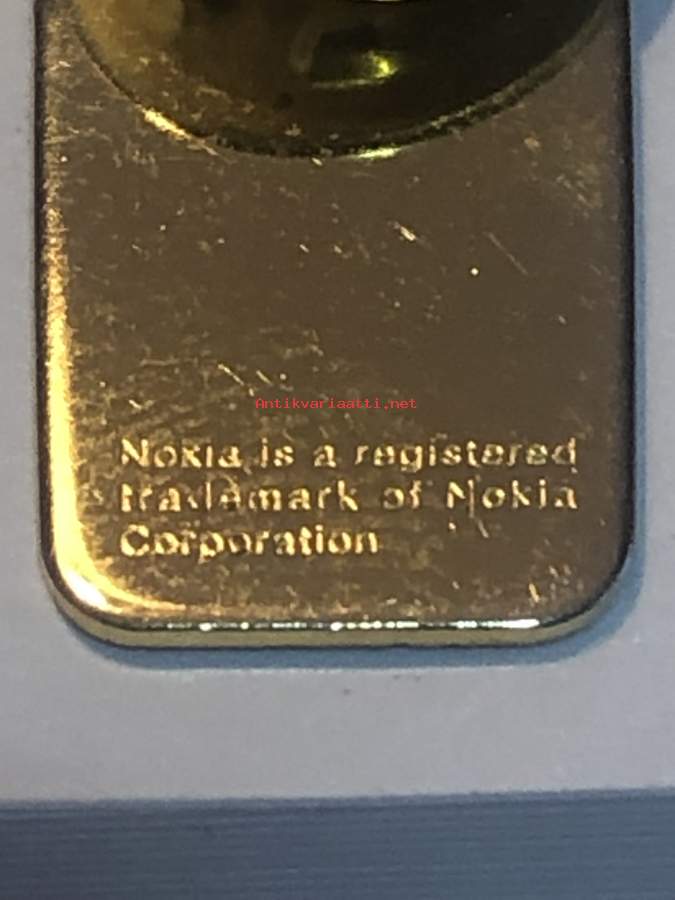 Antikvariaatti.net
Nokia is a registered
trademark of Nokia
Corporation